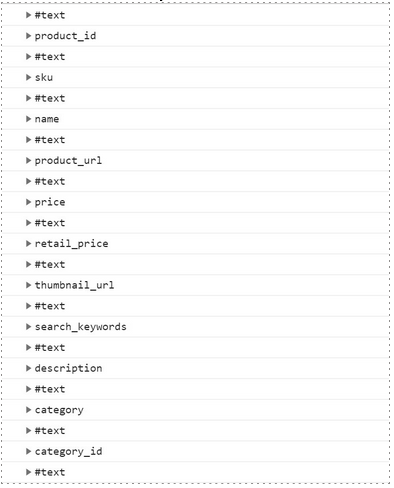 #text
product_id
#text
sku
#text
name
#text
product_url
#text
price
#text
retail_price
#text
thumbnail_url
#text
search_keywords
#text
description
#text
category
#text
category_id
#text